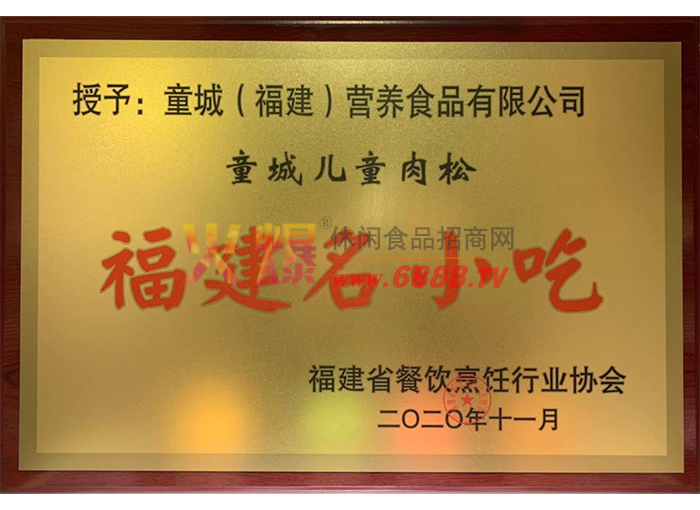 授予：童城（福建）营养食品有限公司
童城儿童肉松
火爆®休闲食品招商网
www.6888.TV
福建名小吃
福建省餐饮烹饪行业协会
二〇二〇年十一月